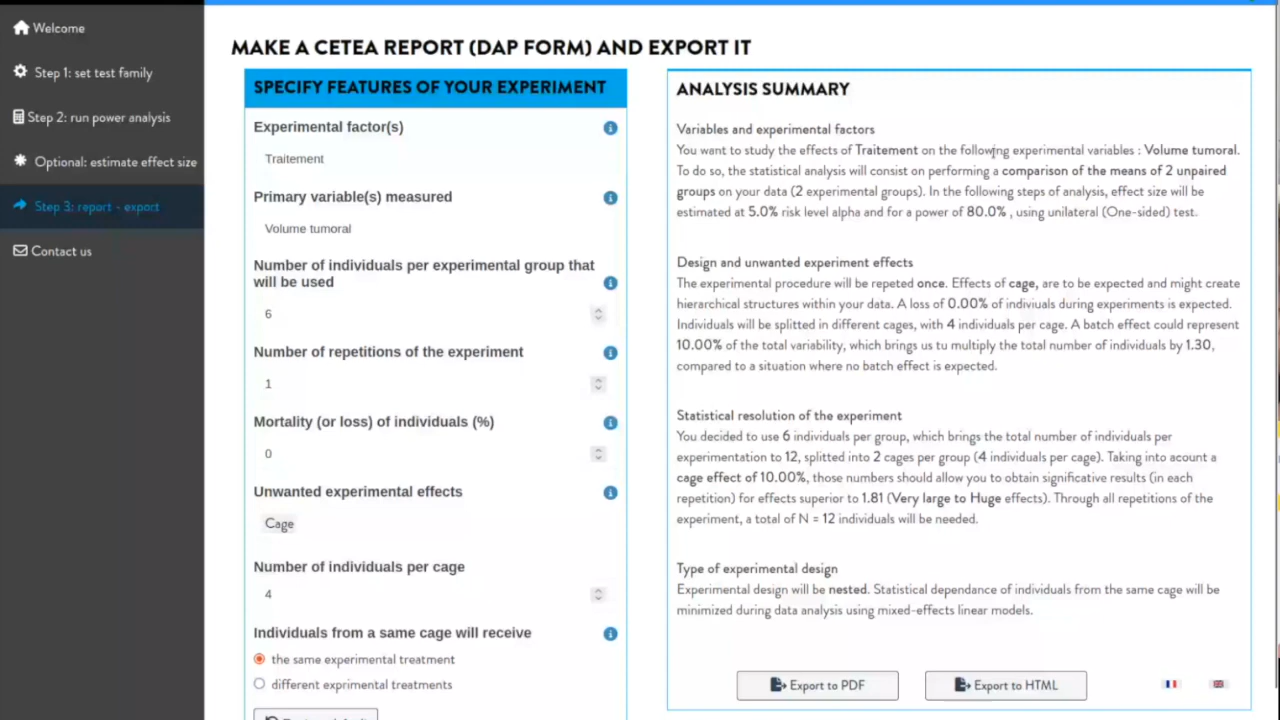 Welcome
Step 1: set test family
Step 2: run power analysis
Optional: estimate effect size
Step 3: report - export
Contact us
MAKE A CETEA REPORT (DAP FORM) AND EXPORT IT
SPECIFY FEATURES OF YOUR EXPERIMENT
Experimental factor(s)
Traitement
Primary variable(s) measured
Volume tumoral
Number of individuals per experimental group that
will be used
6
Number of repetitions of the experiment
1
Mortality (or loss) of individuals (%)
0
Unwanted experimental effects
Cage
Number of individuals per cage
4
Individuals from a same cage will receive
the same experimental treatment
different exprimental treatments
ANALYSIS SUMMARY
Variables and experimental factors
You want to study the effects of Traitement on the following experimental variables : Volume tumoral.
To do so, the statistical analysis will consist on performing a comparison of the means of 2 unpaired
groups on your data (2 experimental groups). In the following steps of analysis, effect size will be
estimated at 5.0% risk level alpha and for a power of 80.0% , using unilateral (One-sided) test.
Design and unwanted experiment effects
The experimental procedure will be repeted once. Effects of cage, are to be expected and might create
hierarchical structures within your data. A loss of 0.00% of indiviuals during experiments is expected.
Individuals will be splitted in different cages, with 4 individuals per cage. A batch effect could represent
10.00% of the total variability, which brings us tu multiply the total number of individuals by 1.30,
compared to a situation where no batch effect is expected.
Statistical resolution of the experiment
You decided to use 6 individuals per group, which brings the total number of individuals per
experimentation to 12, splitted into 2 cages per group (4 individuals per cage). Taking into acount a
cage effect of 10.00%, those numbers should allow you to obtain significative results (in each
repetition) for effects superior to 1.81 (Very large to Huge effects). Through all repetitions of the
experiment, a total of N = 12 individuals will be needed.
Type of experimental design
Experimental design will be nested. Statistical dependance of individuals from the same cage will be
minimized during data analysis using mixed-effects linear models.
Export to PDF
Export to HTML